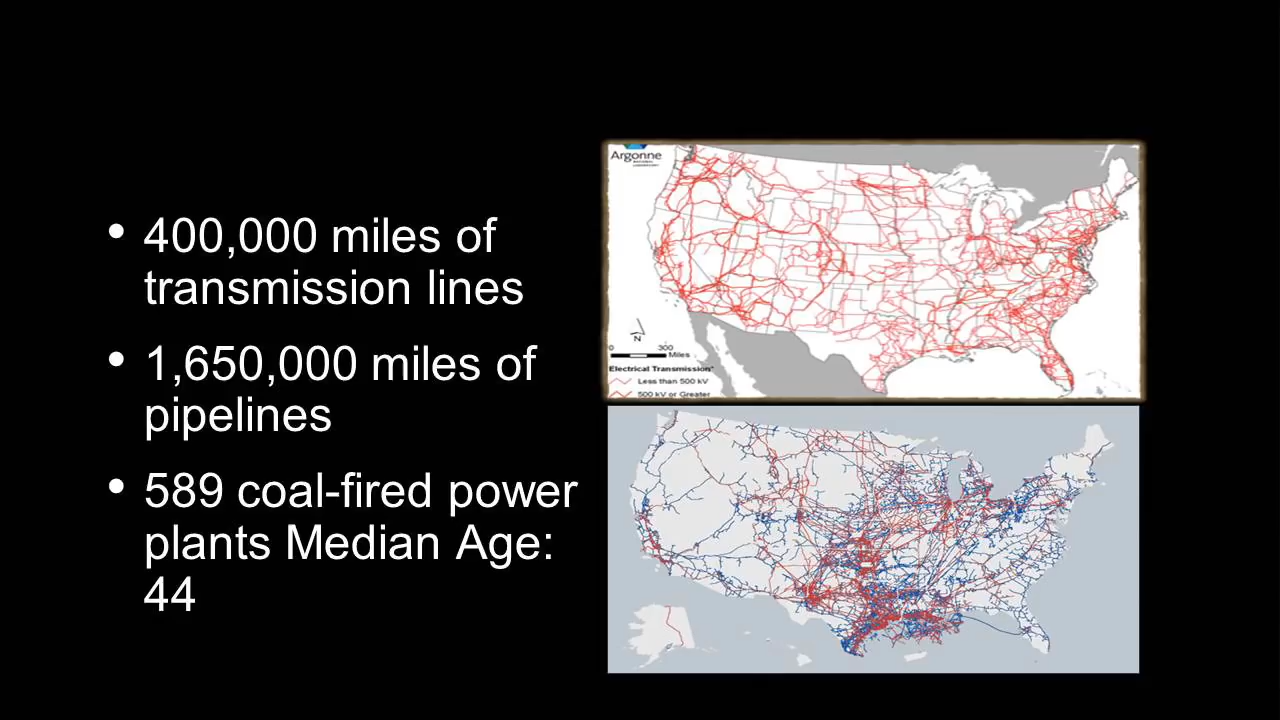 • 400,000 miles of
transmission lines
• 1,650,000 miles of
pipelines
• 589 coal-fired power
plants Median Age:
44
Argonne
N
0 300
Miles
Electrical Transmission*
Less than 500 kV
500 kV or Greater